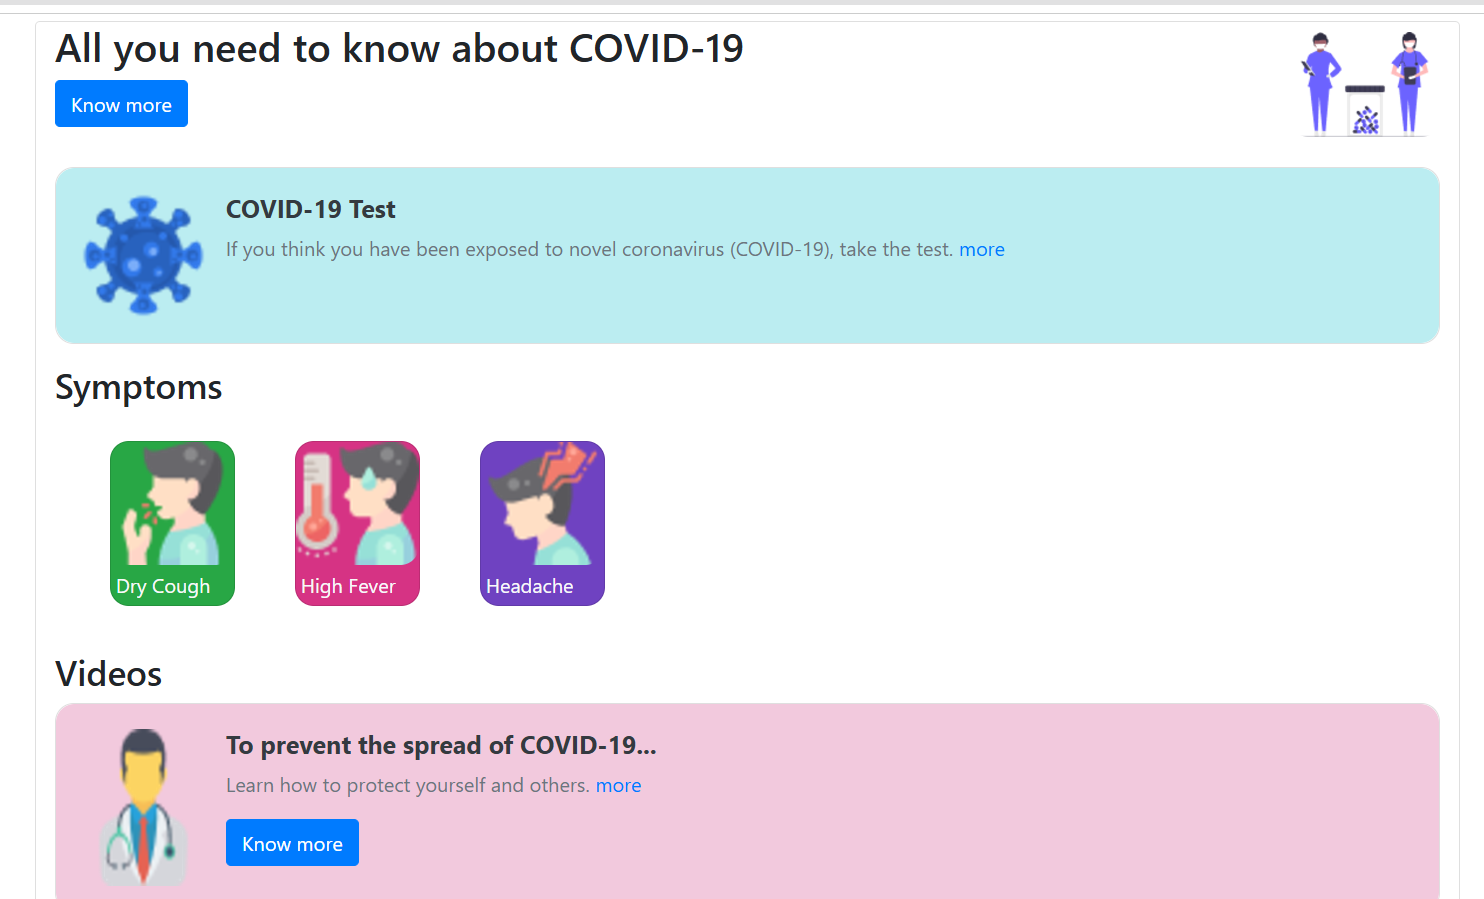 All you need to know about COVID-19
Know more
COVID-19 Test
If you think you have been exposed to novel coronavirus (COVID-19), take the test. more
Symptoms
Dry Cough
High Fever
Headache
Videos
To prevent the spread of COVID-19...
Learn how to protect yourself and others. more
Know more